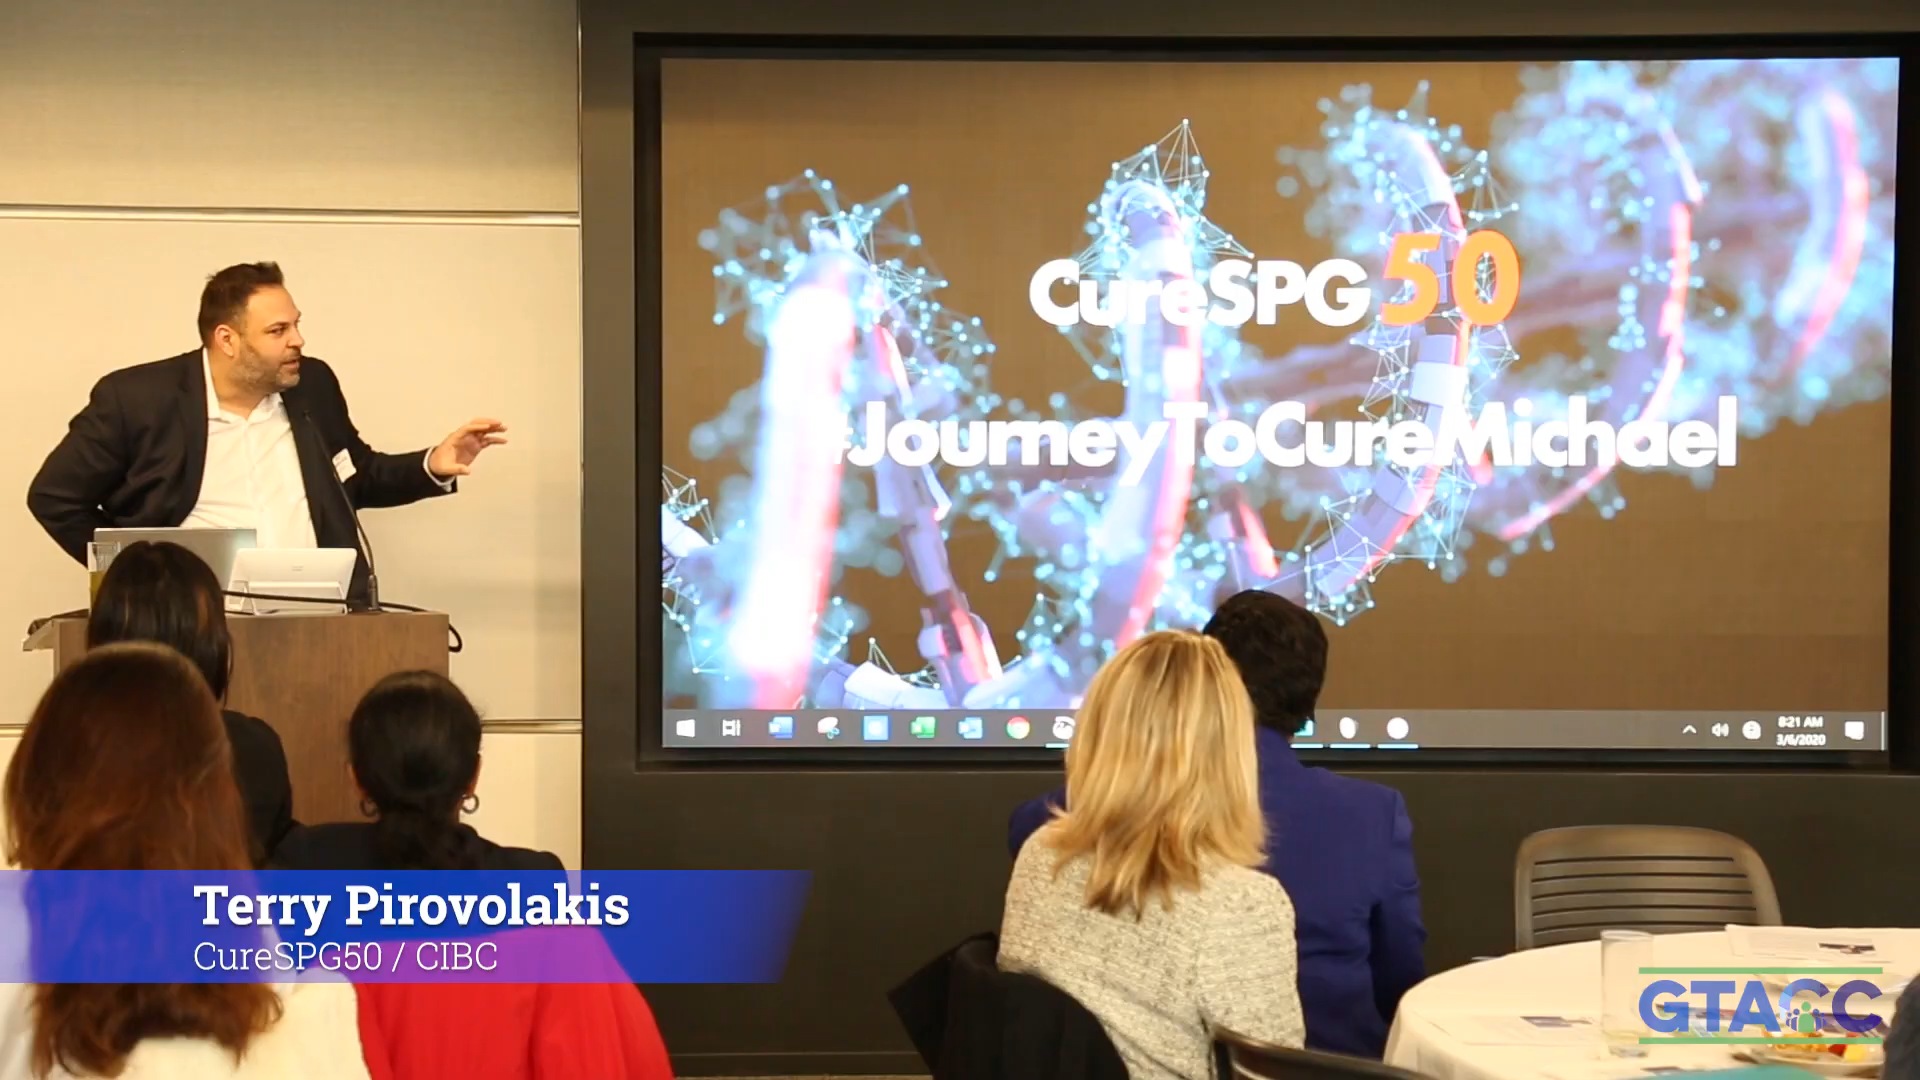 CureSPG50
#JourneyToCureMichael
8:21 AM
3/6/2020
Terry Pirovolakis
CureSPG50 / CIBC
GTACC